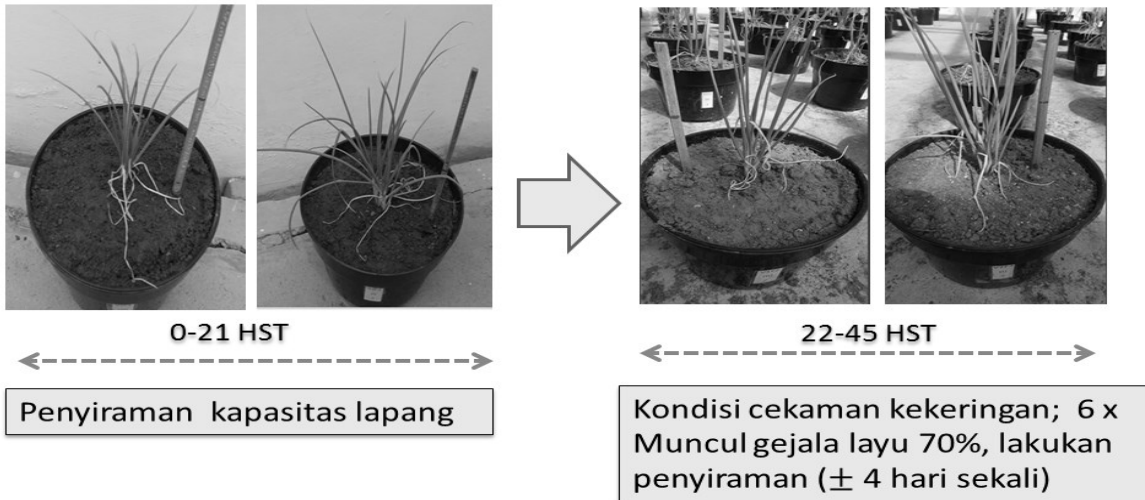 0-21 HST
22-45 HST
Penyiraman kapasitas lapang
Kondisi cekaman kekeringan; 6 x
Muncul gejala layu 70%, lakukan
penyiraman (± 4 hari sekali)